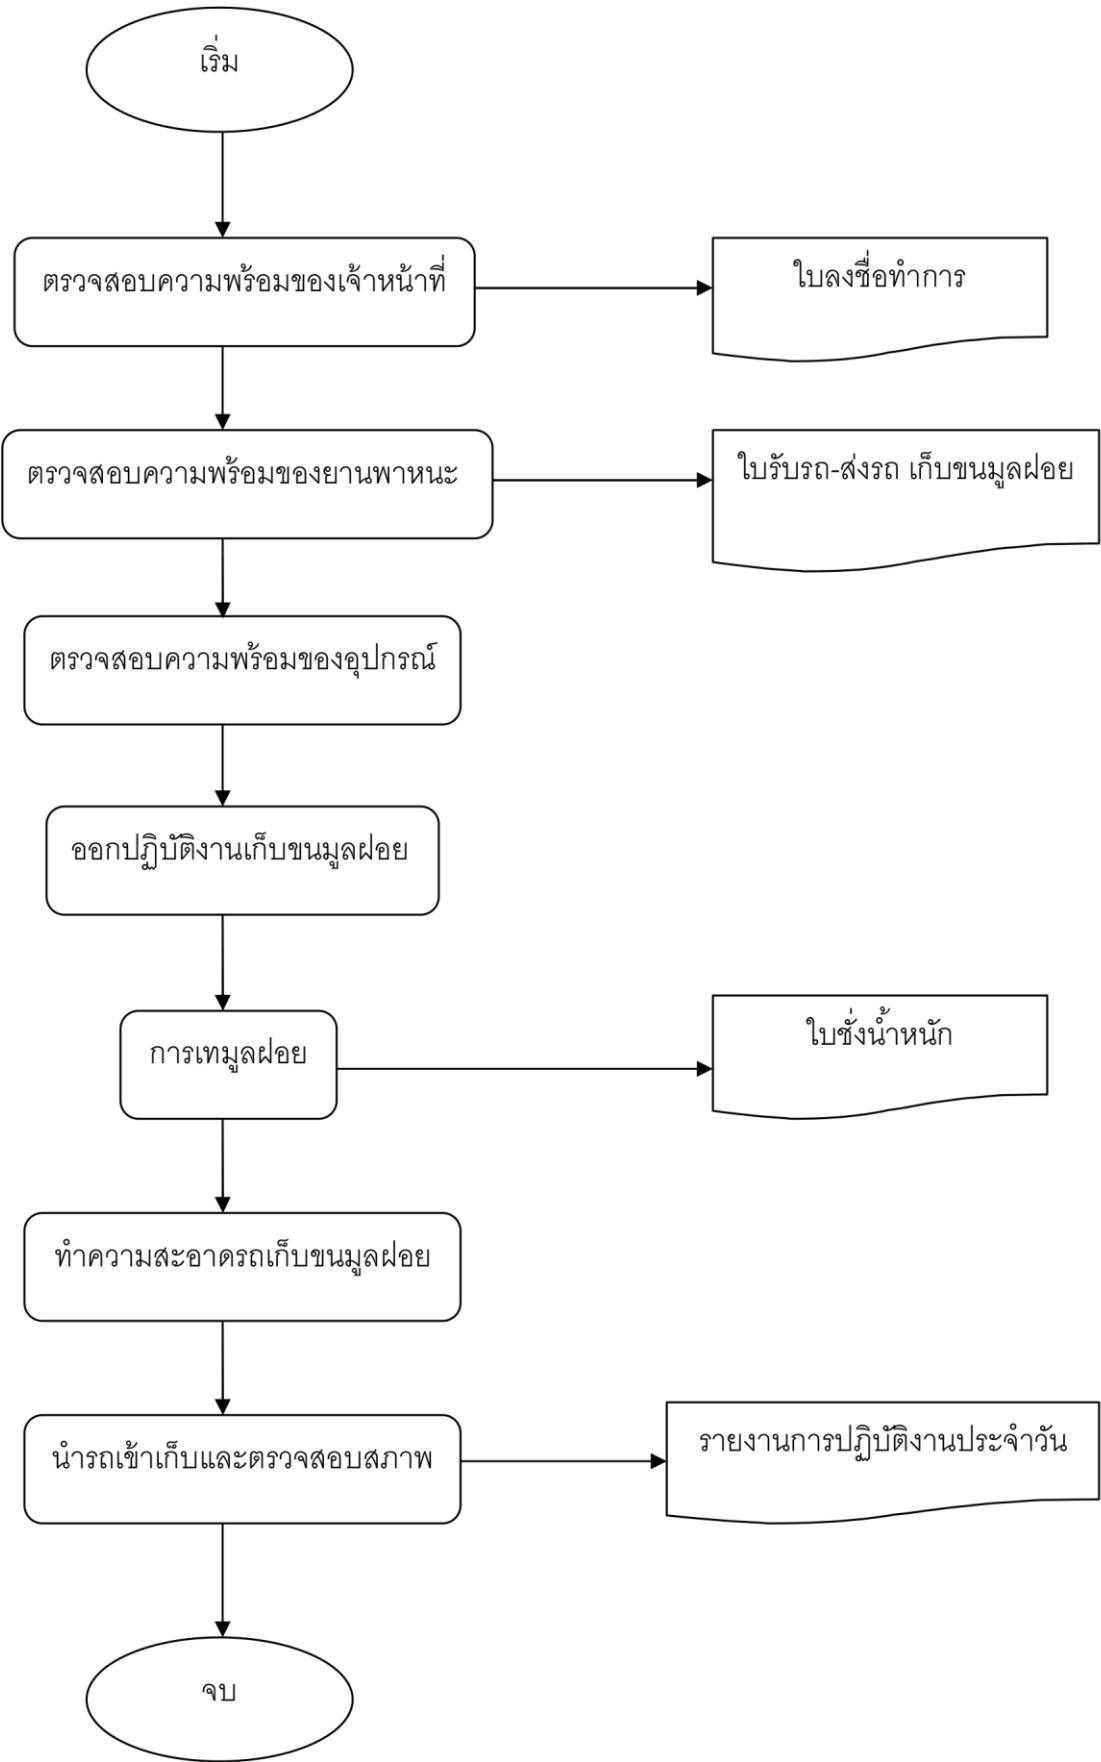 เริ่ม
ตรวจสอบความพร้อมของเจ้าหน้าที่
ใบลงชื่อทำการ
ตรวจสอบความพร้อมของยานพาหนะ
ใบรับรถ-ส่งรถ เก็บขนมูลฝอย
ตรวจสอบความพร้อมของอุปกรณ์
ออกปฏิบัติงานเก็บขนมูลฝอย
การเทมูลฝอย
ใบชั่งน้ำหนัก
ทำความสะอาดรถเก็บขนมูลฝอย
นำรถเข้าเก็บและตรวจสอบสภาพ
รายงานการปฏิบัติงานประจำวัน
จบ